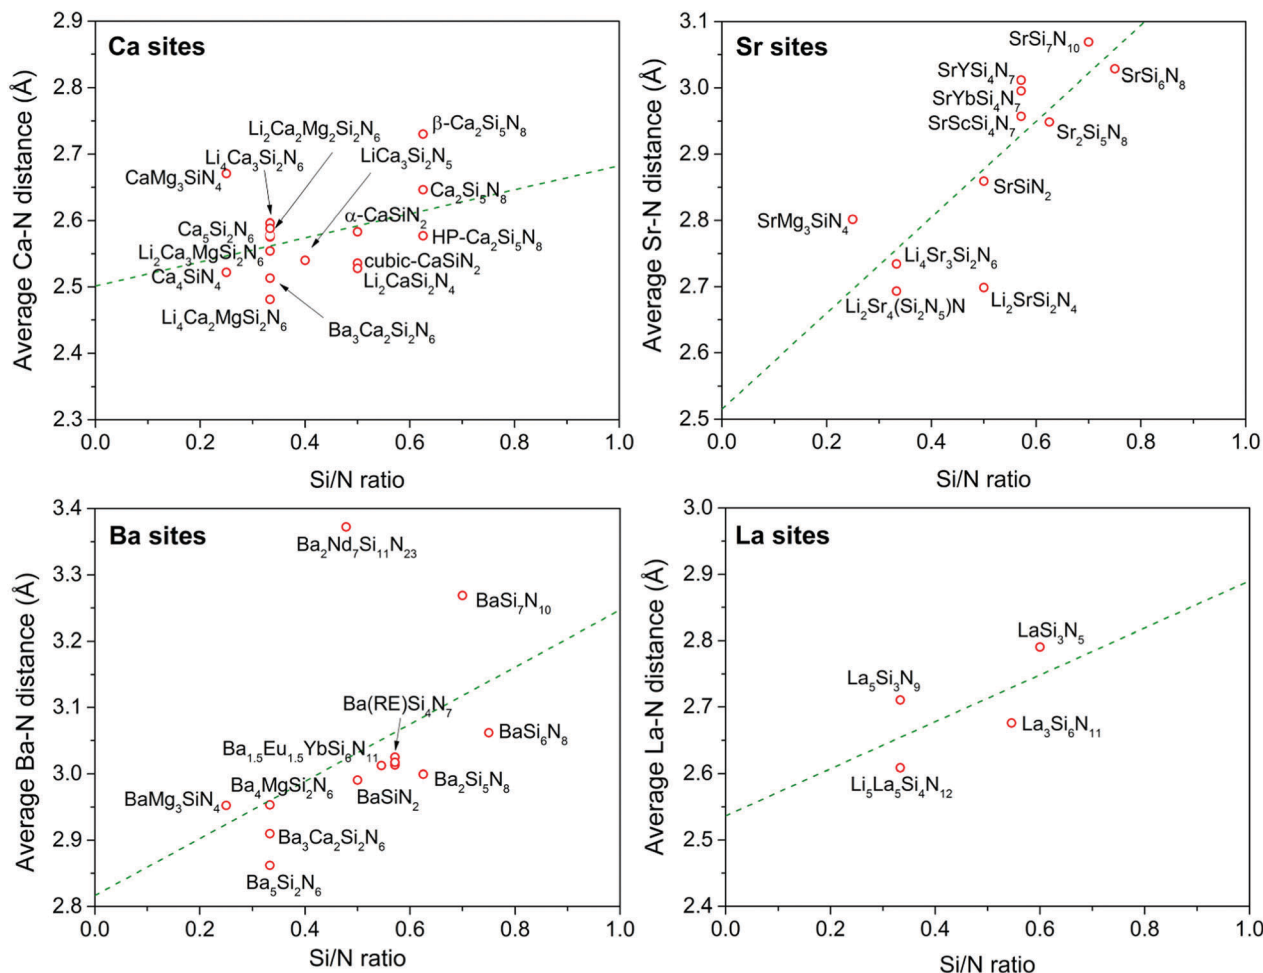 Ca sites
Average Ca-N distance (Å)
2.9
2.8
2.7
2.6
2.5
2.4
2.3
β-Ca₂Si₅N₈
Li₂Ca₂Mg₂Si₂N₆
Li₄Ca₃Si₂N₆
LiCa₃Si₂N₅
CaMg₃SiN₄
Ca₂Si₅N₈
α-CaSiN₂
Ca₅Si₂N₆
HP-Ca₂Si₅N₈
Li₂Ca₃MgSi₂N₆
cubic-CaSiN₂
Ca₄SiN₄
Li₂CaSi₂N₄
Li₄Ca₂MgSi₂N₆
Ba₃Ca₂Si₂N₆
0.0 0.2 0.4 0.6 0.8 1.0
Si/N ratio
Sr sites
Average Sr-N distance (Å)
3.1
3.0
2.9
2.8
2.7
2.6
2.5
SrSi₇N₁₀
SrYSi₄N₇
SrSi₆N₈
SrYbSi₄N₇
SrScSi₄N₇
Sr₂Si₅N₈
SrSiN₂
SrMg₃SiN₄
Li₄Sr₃Si₂N₆
Li₂Sr₄(Si₂N₅)N
Li₂SrSi₂N₄
0.0 0.2 0.4 0.6 0.8 1.0
Si/N ratio
Ba sites
Average Ba-N distance (Å)
3.4
3.3
3.2
3.1
3.0
2.9
2.8
Ba₂Nd₇Si₁₁N₂₃
BaSi₇N₁₀
Ba(RE)Si₄N₇
BaSi₆N₈
Ba₁.₅Eu₁.₅YbSi₆N₁₁
Ba₄MgSi₂N₆
Ba₂Si₅N₈
BaMg₃SiN₄
BaSiN₂
Ba₃Ca₂Si₂N₆
Ba₅Si₂N₆
0.0 0.2 0.4 0.6 0.8 1.0
Si/N ratio
La sites
Average La-N distance (Å)
3.0
2.9
2.8
2.7
2.6
2.5
2.4
LaSi₃N₅
La₅Si₃N₉
La₃Si₆N₁₁
Li₅La₅Si₄N₁₂
0.0 0.2 0.4 0.6 0.8 1.0
Si/N ratio